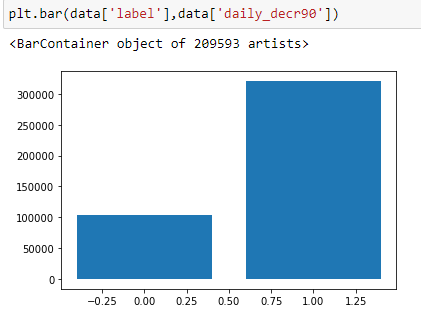 plt.bar(data['label'],data['daily_decr90'])
<BarContainer object of 209593 artists>
300000
250000
200000
150000
100000
50000
0
-0.25 0.00 0.25 0.50 0.75 1.00 1.25